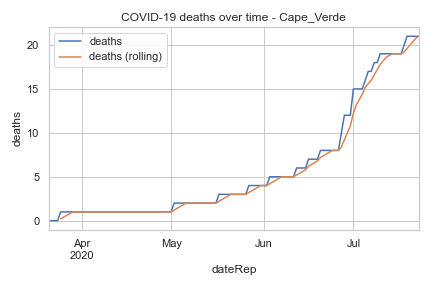 COVID-19 deaths over time - Cape_Verde
deaths
deaths (rolling)
deaths
20
15
10
5
0
Apr
2020
May
Jun
Jul
dateRep